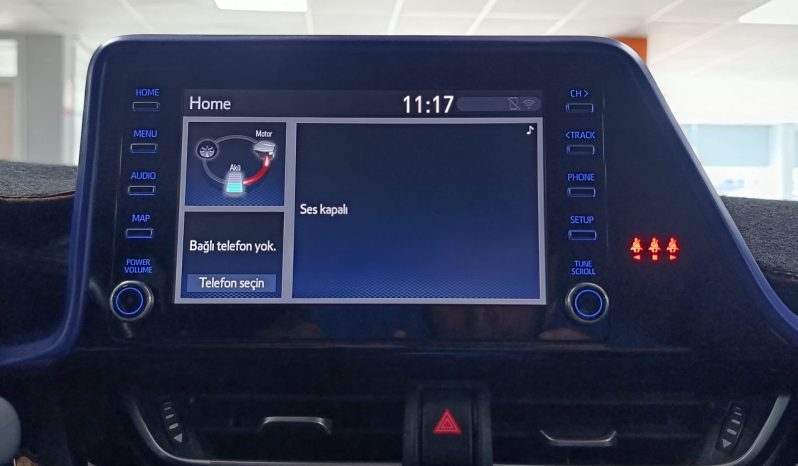 HOME
MENU
AUDIO
MAP
POWER
VOLUME
Home
11:17
Motor
Akü
Bağlı telefon yok.
Telefon seçin
Ses kapalı
CH >
< TRACK
PHONE
SETUP
TUNE
SCROLL